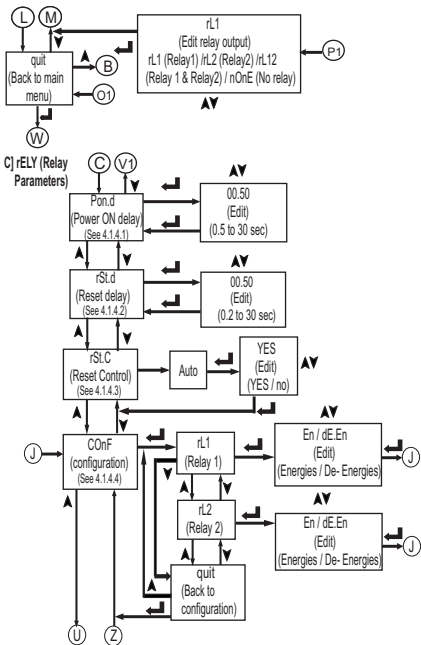 L
M
rL1
(Edit relay output)
rL1 (Relay1) /rL2 (Relay2) /rL12
(Relay 1 & Relay2) / nOnE (No relay)
P1
quit
(Back to main
menu)
B
O1
W
C] rELY (Relay
Parameters)
C
V1
Pon.d
(Power ON delay)
(See 4.1.4.1)
00.50
(Edit)
(0.5 to 30 sec)
rSt.d
(Reset delay)
(See 4.1.4.2)
00.50
(Edit)
(0.2 to 30 sec)
rSt.C
(Reset Control)
(See 4.1.4.3)
Auto
YES
(Edit)
(YES / no)
J
COnF
(configuration)
(See 4.1.4.4)
rL1
(Relay 1)
En / dE.En
(Edit)
(Energies / De- Energies)
J
rL2
(Relay 2)
En / dE.En
(Edit)
(Energies / De- Energies)
J
quit
(Back to
configuration)
U
Z